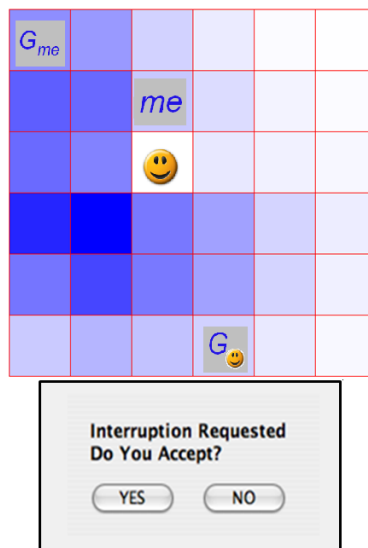 Gme
me
G
Interruption Requested
Do You Accept?
YES NO